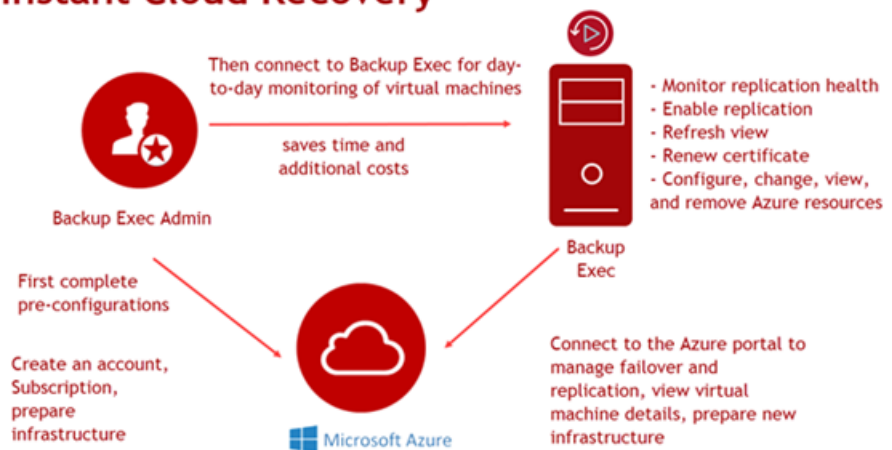 Instant Cloud Recovery
Then connect to Backup Exec for day-
to-day monitoring of virtual machines
saves time and
additional costs
- Monitor replication health
- Enable replication
- Refresh view
- Renew certificate
- Configure, change, view,
and remove Azure resources
Backup Exec Admin
Backup
Exec
First complete
pre-configurations
Create an account,
Subscription,
prepare
infrastructure
Microsoft Azure
Connect to the Azure portal to
manage failover and
replication, view virtual
machine details, prepare new
infrastructure